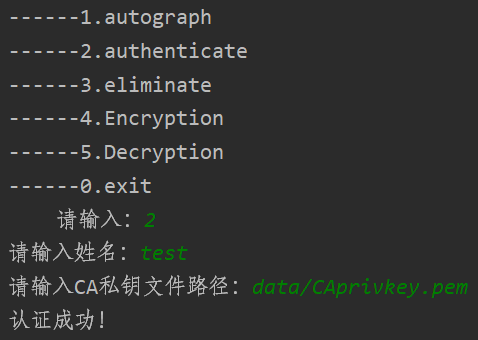 ------1.autograph
------2.authenticate
------3.eliminate
------4.Encryption
------5.Decryption
------0.exit
请输入：2
请输入姓名：test
请输入CA私钥文件路径：data/CAprivkey.pem
认证成功！